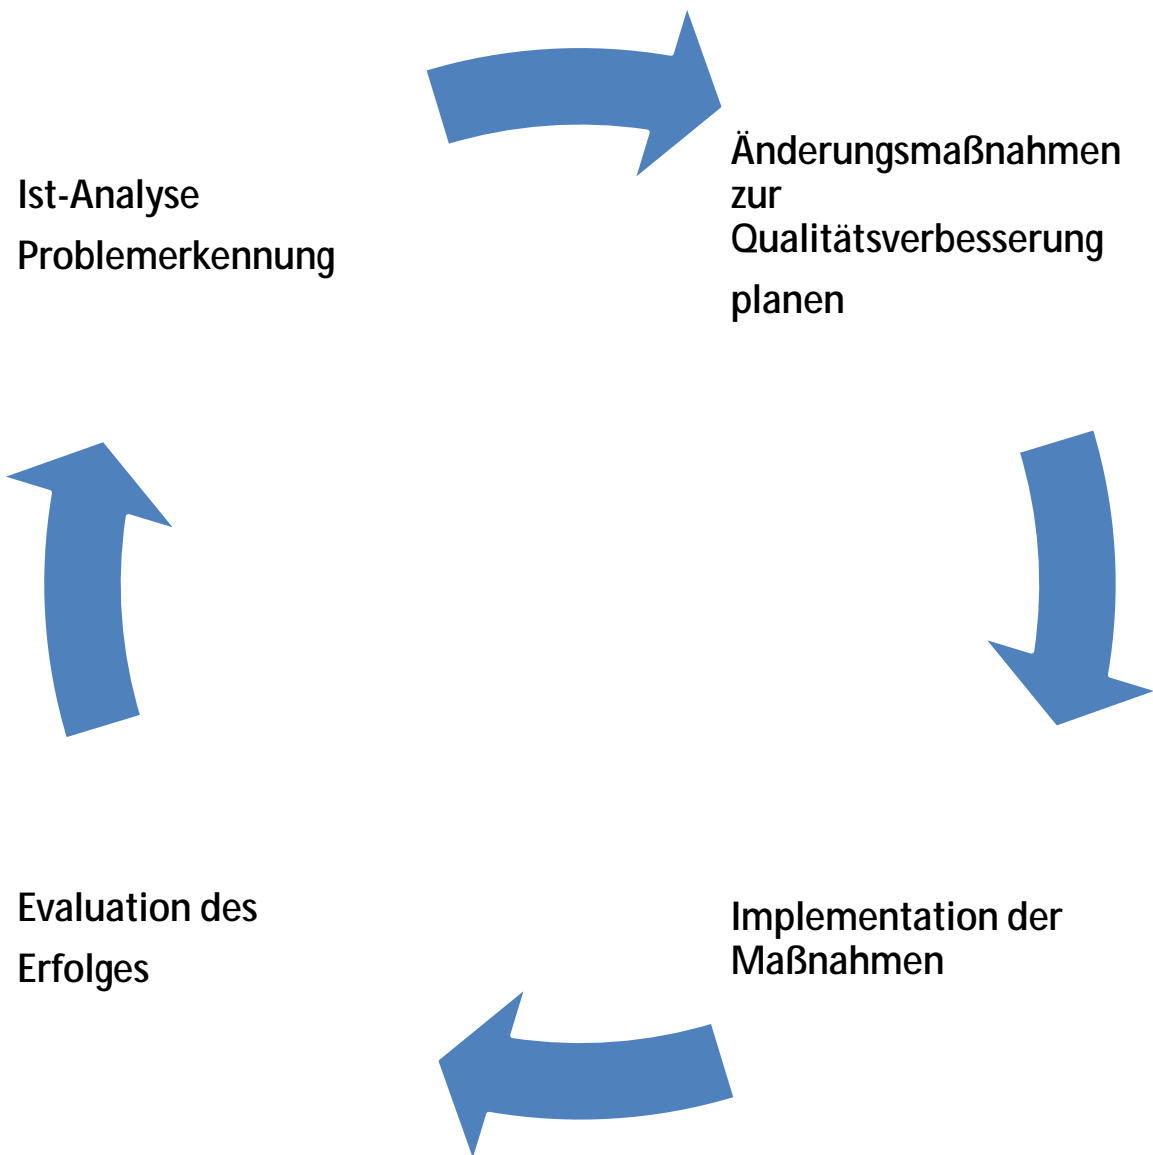 Ist-Analyse
Problemerkennung
Änderungsmaßnahmen
zur
Qualitätsverbesserung
planen
Implementation der
Maßnahmen
Evaluation des
Erfolges